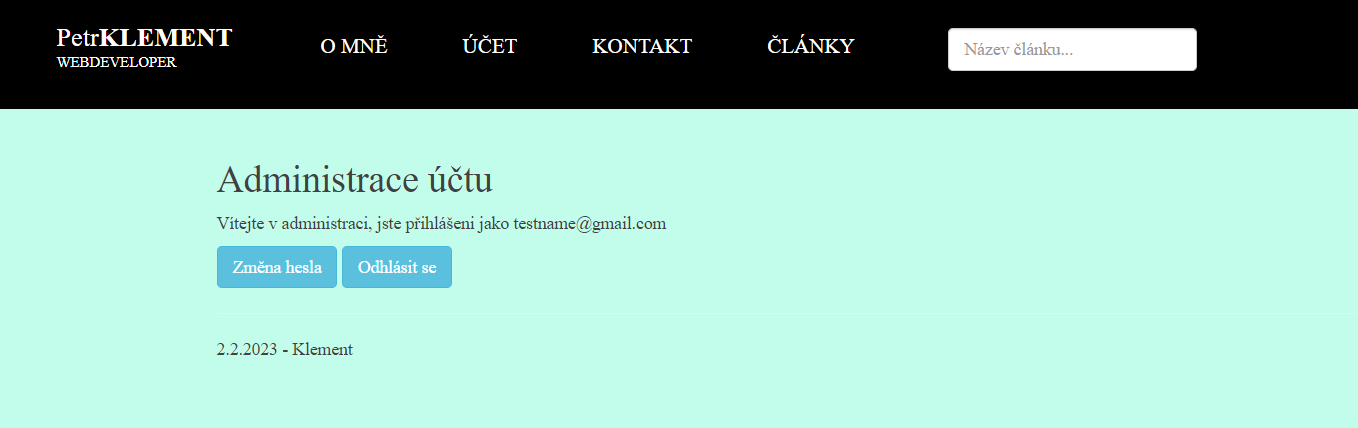 PetrKLEMENT
WEBDEVELOPER
O MNĚ ÚČET KONTAKT ČLÁNKY Název článku...
Administrace účtu
Vítejte v administraci, jste přihlášeni jako testname@gmail.com
Změna hesla Odhlásit se
2.2.2023 - Klement